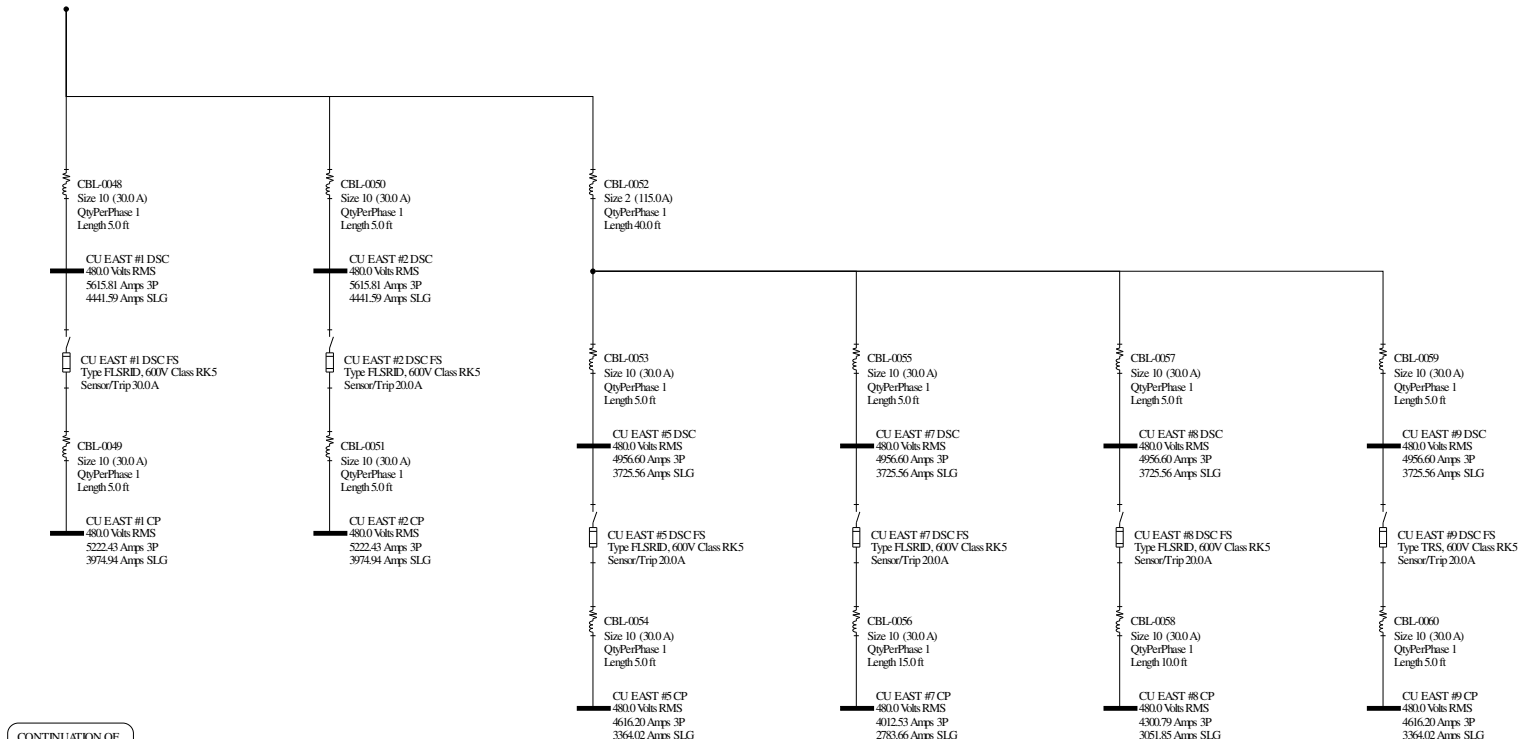 CBL-0048
Size 10 (30.0 A)
QtyPerPhase 1
Length 5.0 ft
CBL-0050
Size 10 (30.0 A)
QtyPerPhase 1
Length 5.0 ft
CBL-0052
Size 2 (115.0 A)
QtyPerPhase 1
Length 40.0 ft
CU EAST #1 DSC
480.0 Volts RMS
5615.81 Amps 3P
4441.59 Amps SLG
CU EAST #2 DSC
480.0 Volts RMS
5615.81 Amps 3P
4441.59 Amps SLG
CU EAST #1 DSC FS
Type FLSRID, 600V Class RK5
Sensor/Trip 30.0 A
CU EAST #2 DSC FS
Type FLSRID, 600V Class RK5
Sensor/Trip 20.0 A
CBL-0053
Size 10 (30.0 A)
QtyPerPhase 1
Length 5.0 ft
CBL-0055
Size 10 (30.0 A)
QtyPerPhase 1
Length 5.0 ft
CBL-0057
Size 10 (30.0 A)
QtyPerPhase 1
Length 5.0 ft
CBL-0059
Size 10 (30.0 A)
QtyPerPhase 1
Length 5.0 ft
CBL-0049
Size 10 (30.0 A)
QtyPerPhase 1
Length 5.0 ft
CBL-0051
Size 10 (30.0 A)
QtyPerPhase 1
Length 5.0 ft
CU EAST #5 DSC
480.0 Volts RMS
4956.60 Amps 3P
3725.56 Amps SLG
CU EAST #7 DSC
480.0 Volts RMS
4956.60 Amps 3P
3725.56 Amps SLG
CU EAST #8 DSC
480.0 Volts RMS
4956.60 Amps 3P
3725.56 Amps SLG
CU EAST #9 DSC
480.0 Volts RMS
4956.60 Amps 3P
3725.56 Amps SLG
CU EAST #1 CP
480.0 Volts RMS
5222.43 Amps 3P
3974.94 Amps SLG
CU EAST #2 CP
480.0 Volts RMS
5222.43 Amps 3P
3974.94 Amps SLG
CU EAST #5 DSC FS
Type FLSRID, 600V Class RK5
Sensor/Trip 20.0 A
CU EAST #7 DSC FS
Type FLSRID, 600V Class RK5
Sensor/Trip 20.0 A
CU EAST #8 DSC FS
Type FLSRID, 600V Class RK5
Sensor/Trip 20.0 A
CU EAST #9 DSC FS
Type TRS, 600V Class RK5
Sensor/Trip 20.0 A
CBL-0054
Size 10 (30.0 A)
QtyPerPhase 1
Length 5.0 ft
CBL-0056
Size 10 (30.0 A)
QtyPerPhase 1
Length 15.0 ft
CBL-0058
Size 10 (30.0 A)
QtyPerPhase 1
Length 10.0 ft
CBL-0060
Size 10 (30.0 A)
QtyPerPhase 1
Length 5.0 ft
CU EAST #5 CP
480.0 Volts RMS
4616.20 Amps 3P
3364.02 Amps SLG
CU EAST #7 CP
480.0 Volts RMS
4012.53 Amps 3P
2783.66 Amps SLG
CU EAST #8 CP
480.0 Volts RMS
4300.79 Amps 3P
3051.85 Amps SLG
CU EAST #9 CP
480.0 Volts RMS
4616.20 Amps 3P
3364.02 Amps SLG
CONTINUATION OF